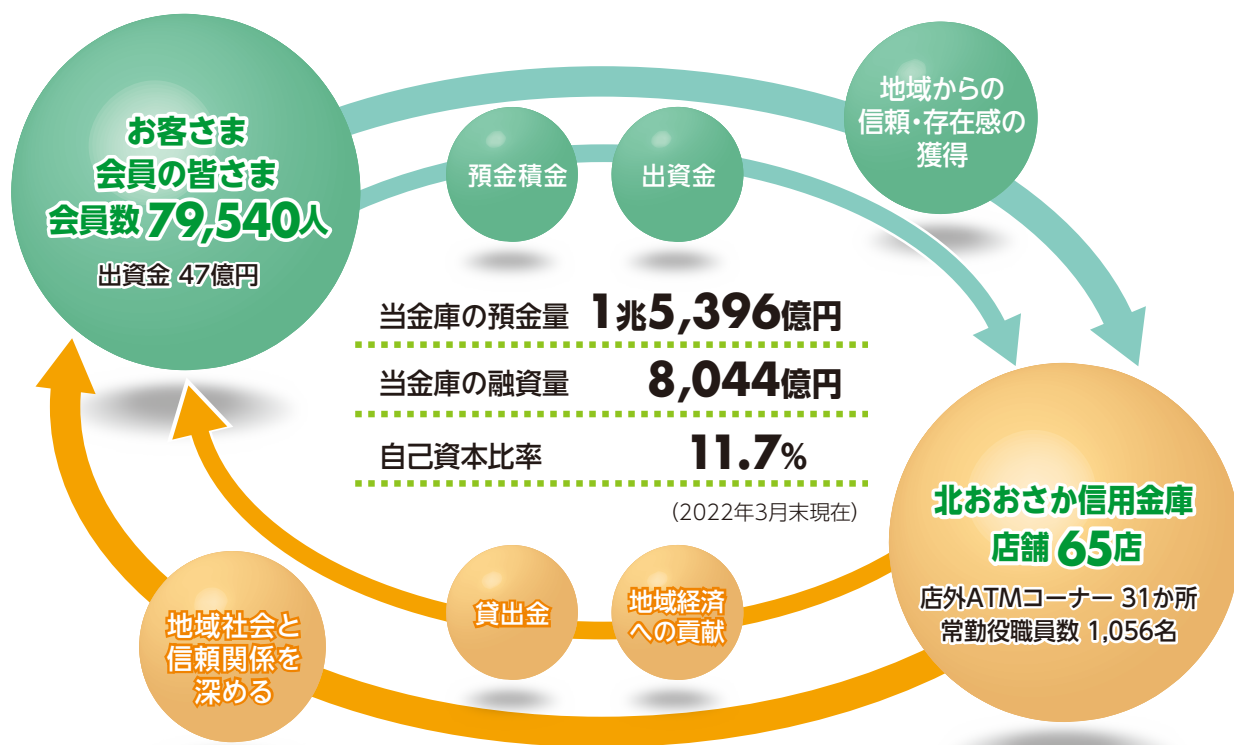 お客さま
会員の皆さま
会員数 79,540人
出資金 47億円
預金積金
出資金
地域からの
信頼・存在感の
獲得
当金庫の預金量 1兆5,396億円
当金庫の融資量 8,044億円
自己資本比率 11.7%
(2022年3月末現在)
北おおさか信用金庫
店舗 65店
店外ATMコーナー 31か所
常勤役職員数 1,056名
貸出金
地域経済
への貢献
地域社会と
信頼関係を
深める